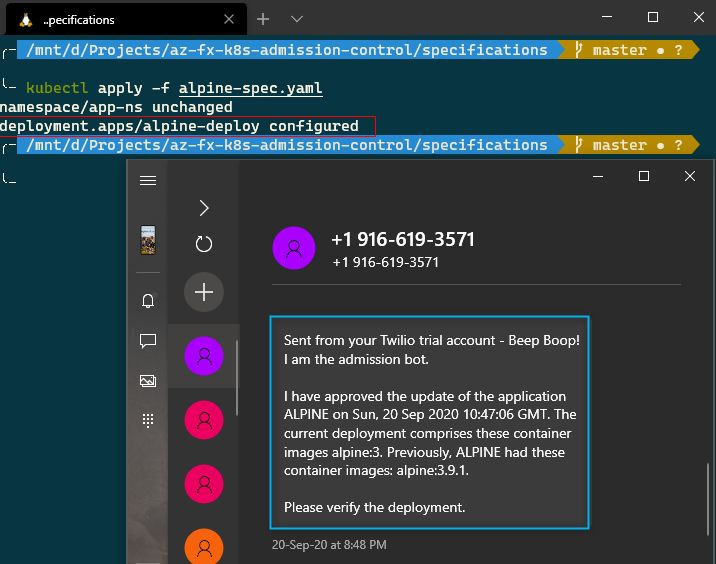 ..pecifications
/mnt/d/Projects/az-fx-k8s-admission-control/specifications master ● ?
kubectl apply -f alpine-spec.yaml
namespace/app-ns unchanged
deployment.apps/alpine-deploy configured
/mnt/d/Projects/az-fx-k8s-admission-control/specifications master ● ?
+1 916-619-3571
+1 916-619-3571
Sent from your Twilio trial account - Beep Boop!
I am the admission bot.
I have approved the update of the application
ALPINE on Sun, 20 Sep 2020 10:47:06 GMT. The
current deployment comprises these container
images alpine:3. Previously, ALPINE had these
container images: alpine:3.9.1.
Please verify the deployment.
20-Sep-20 at 8:48 PM